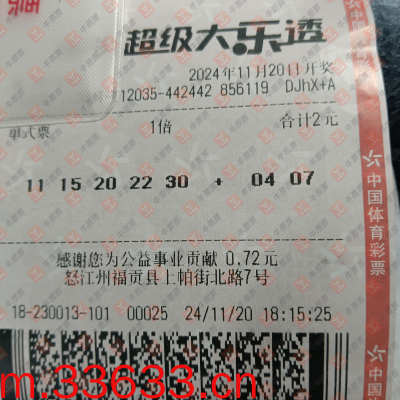 超级大乐透
2024年11月20日开奖
12035-442442 856119 DJhX+A
单式票 1倍 合计2元
11 15 20 22 30 + 04 07
感谢您为公益事业贡献 0.72元
怒江州福贡县上帕街北路7号
18-230013-101 00025 24/11/20 18:15:25
中国体育彩票
中国体育
m.33633.cn